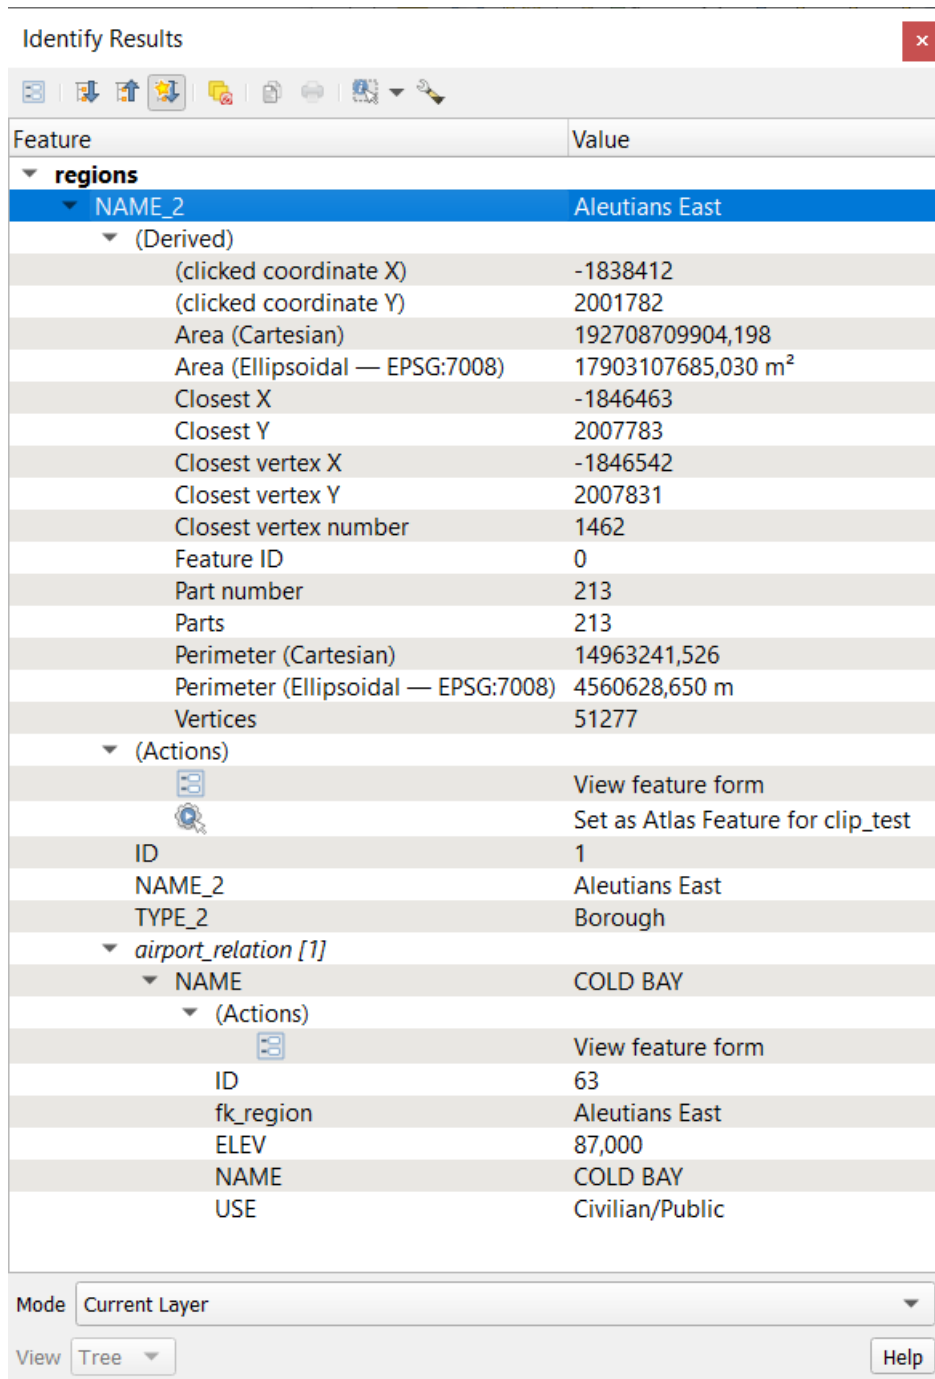 Identify Results
Feature Value
regions
NAME_2 Aleutians East
(Derived)
(clicked coordinate X) -1838412
(clicked coordinate Y) 2001782
Area (Cartesian) 192708709904,198
Area (Ellipsoidal — EPSG:7008) 17903107685,030 m²
Closest X -1846463
Closest Y 2007783
Closest vertex X -1846542
Closest vertex Y 2007831
Closest vertex number 1462
Feature ID 0
Part number 213
Parts 213
Perimeter (Cartesian) 14963241,526
Perimeter (Ellipsoidal — EPSG:7008) 4560628,650 m
Vertices 51277
(Actions)
View feature form
Set as Atlas Feature for clip_test
ID 1
NAME_2 Aleutians East
TYPE_2 Borough
airport_relation [1]
NAME COLD BAY
(Actions)
View feature form
ID 63
fk_region Aleutians East
ELEV 87,000
NAME COLD BAY
USE Civilian/Public
Mode Current Layer
View Tree Help